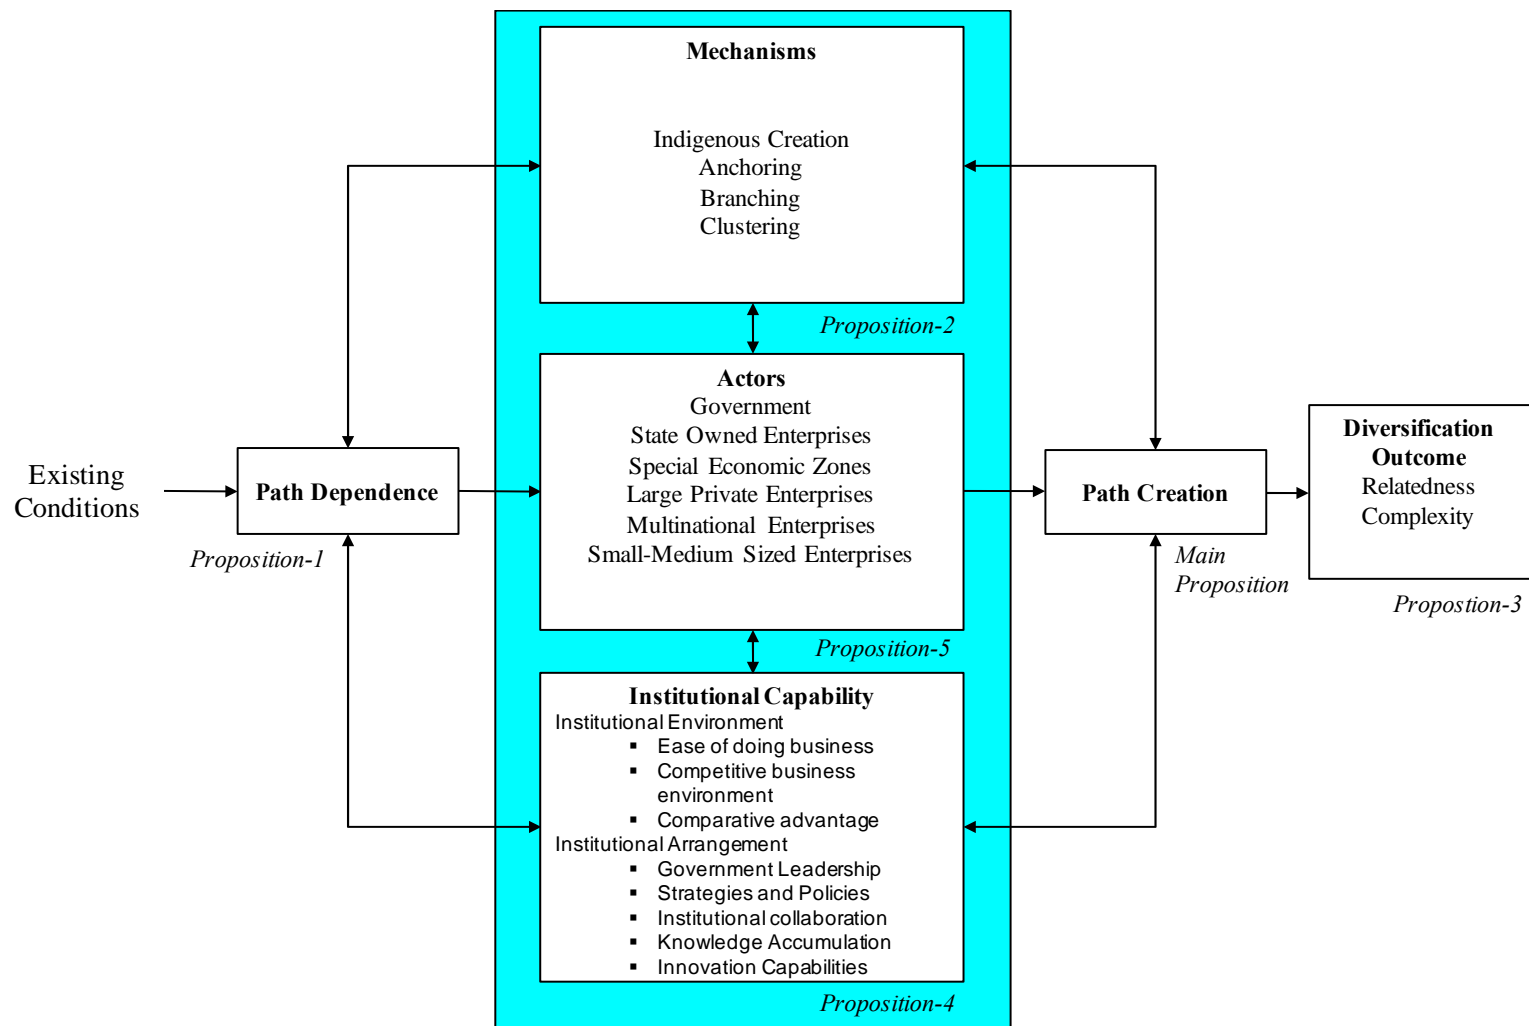 Mechanisms
Indigenous Creation
Anchoring
Branching
Clustering
Proposition-2
Actors
Government
State Owned Enterprises
Special Economic Zones
Large Private Enterprises
Multinational Enterprises
Small-Medium Sized Enterprises
Existing
Conditions
Path Dependence
Proposition-1
Path Creation
Main
Proposition
Diversification
Outcome
Relatedness
Complexity
Propostion-3
Proposition-5
Institutional Capability
Institutional Environment
▪ Ease of doing business
▪ Competitive business
environment
▪ Comparative advantage
Institutional Arrangement
▪ Government Leadership
▪ Strategies and Policies
▪ Institutional collaboration
▪ Knowledge Accumulation
▪ Innovation Capabilities
Proposition-4